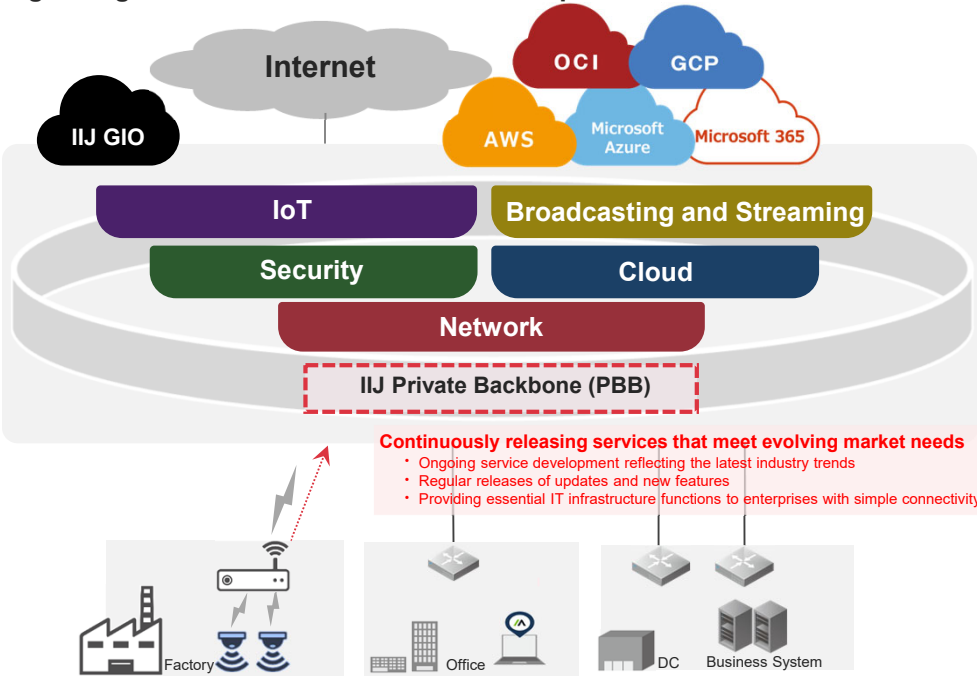 Internet
OCI
GCP
IIJ GIO
AWS
Microsoft
Azure
Microsoft 365
IoT
Broadcasting and Streaming
Security
Cloud
Network
IIJ Private Backbone (PBB)
Continuously releasing services that meet evolving market needs
・ Ongoing service development reflecting the latest industry trends
・ Regular releases of updates and new features
・ Providing essential IT infrastructure functions to enterprises with simple connectivity
Factory
Office
DC
Business System